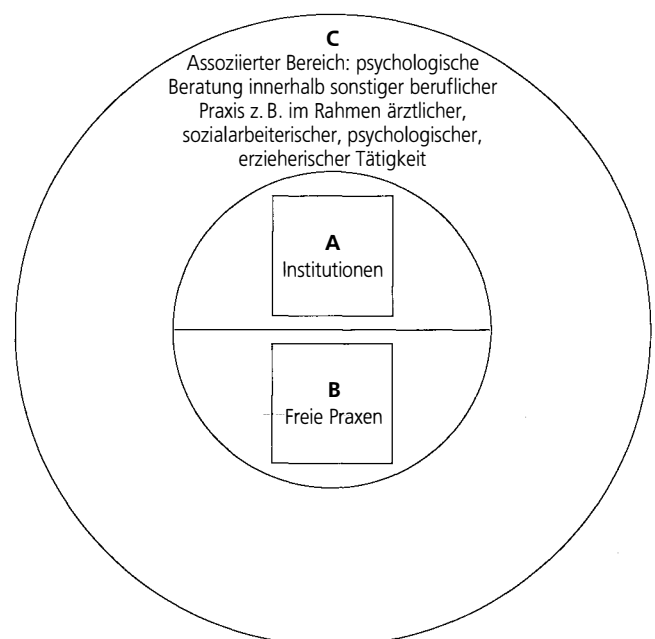 C
Assoziierter Bereich: psychologische
Beratung innerhalb sonstiger beruflicher
Praxis z. B. im Rahmen ärztlicher,
sozialarbeiterischer, psychologischer,
erzieherischer Tätigkeit
A
Institutionen
B
Freie Praxen